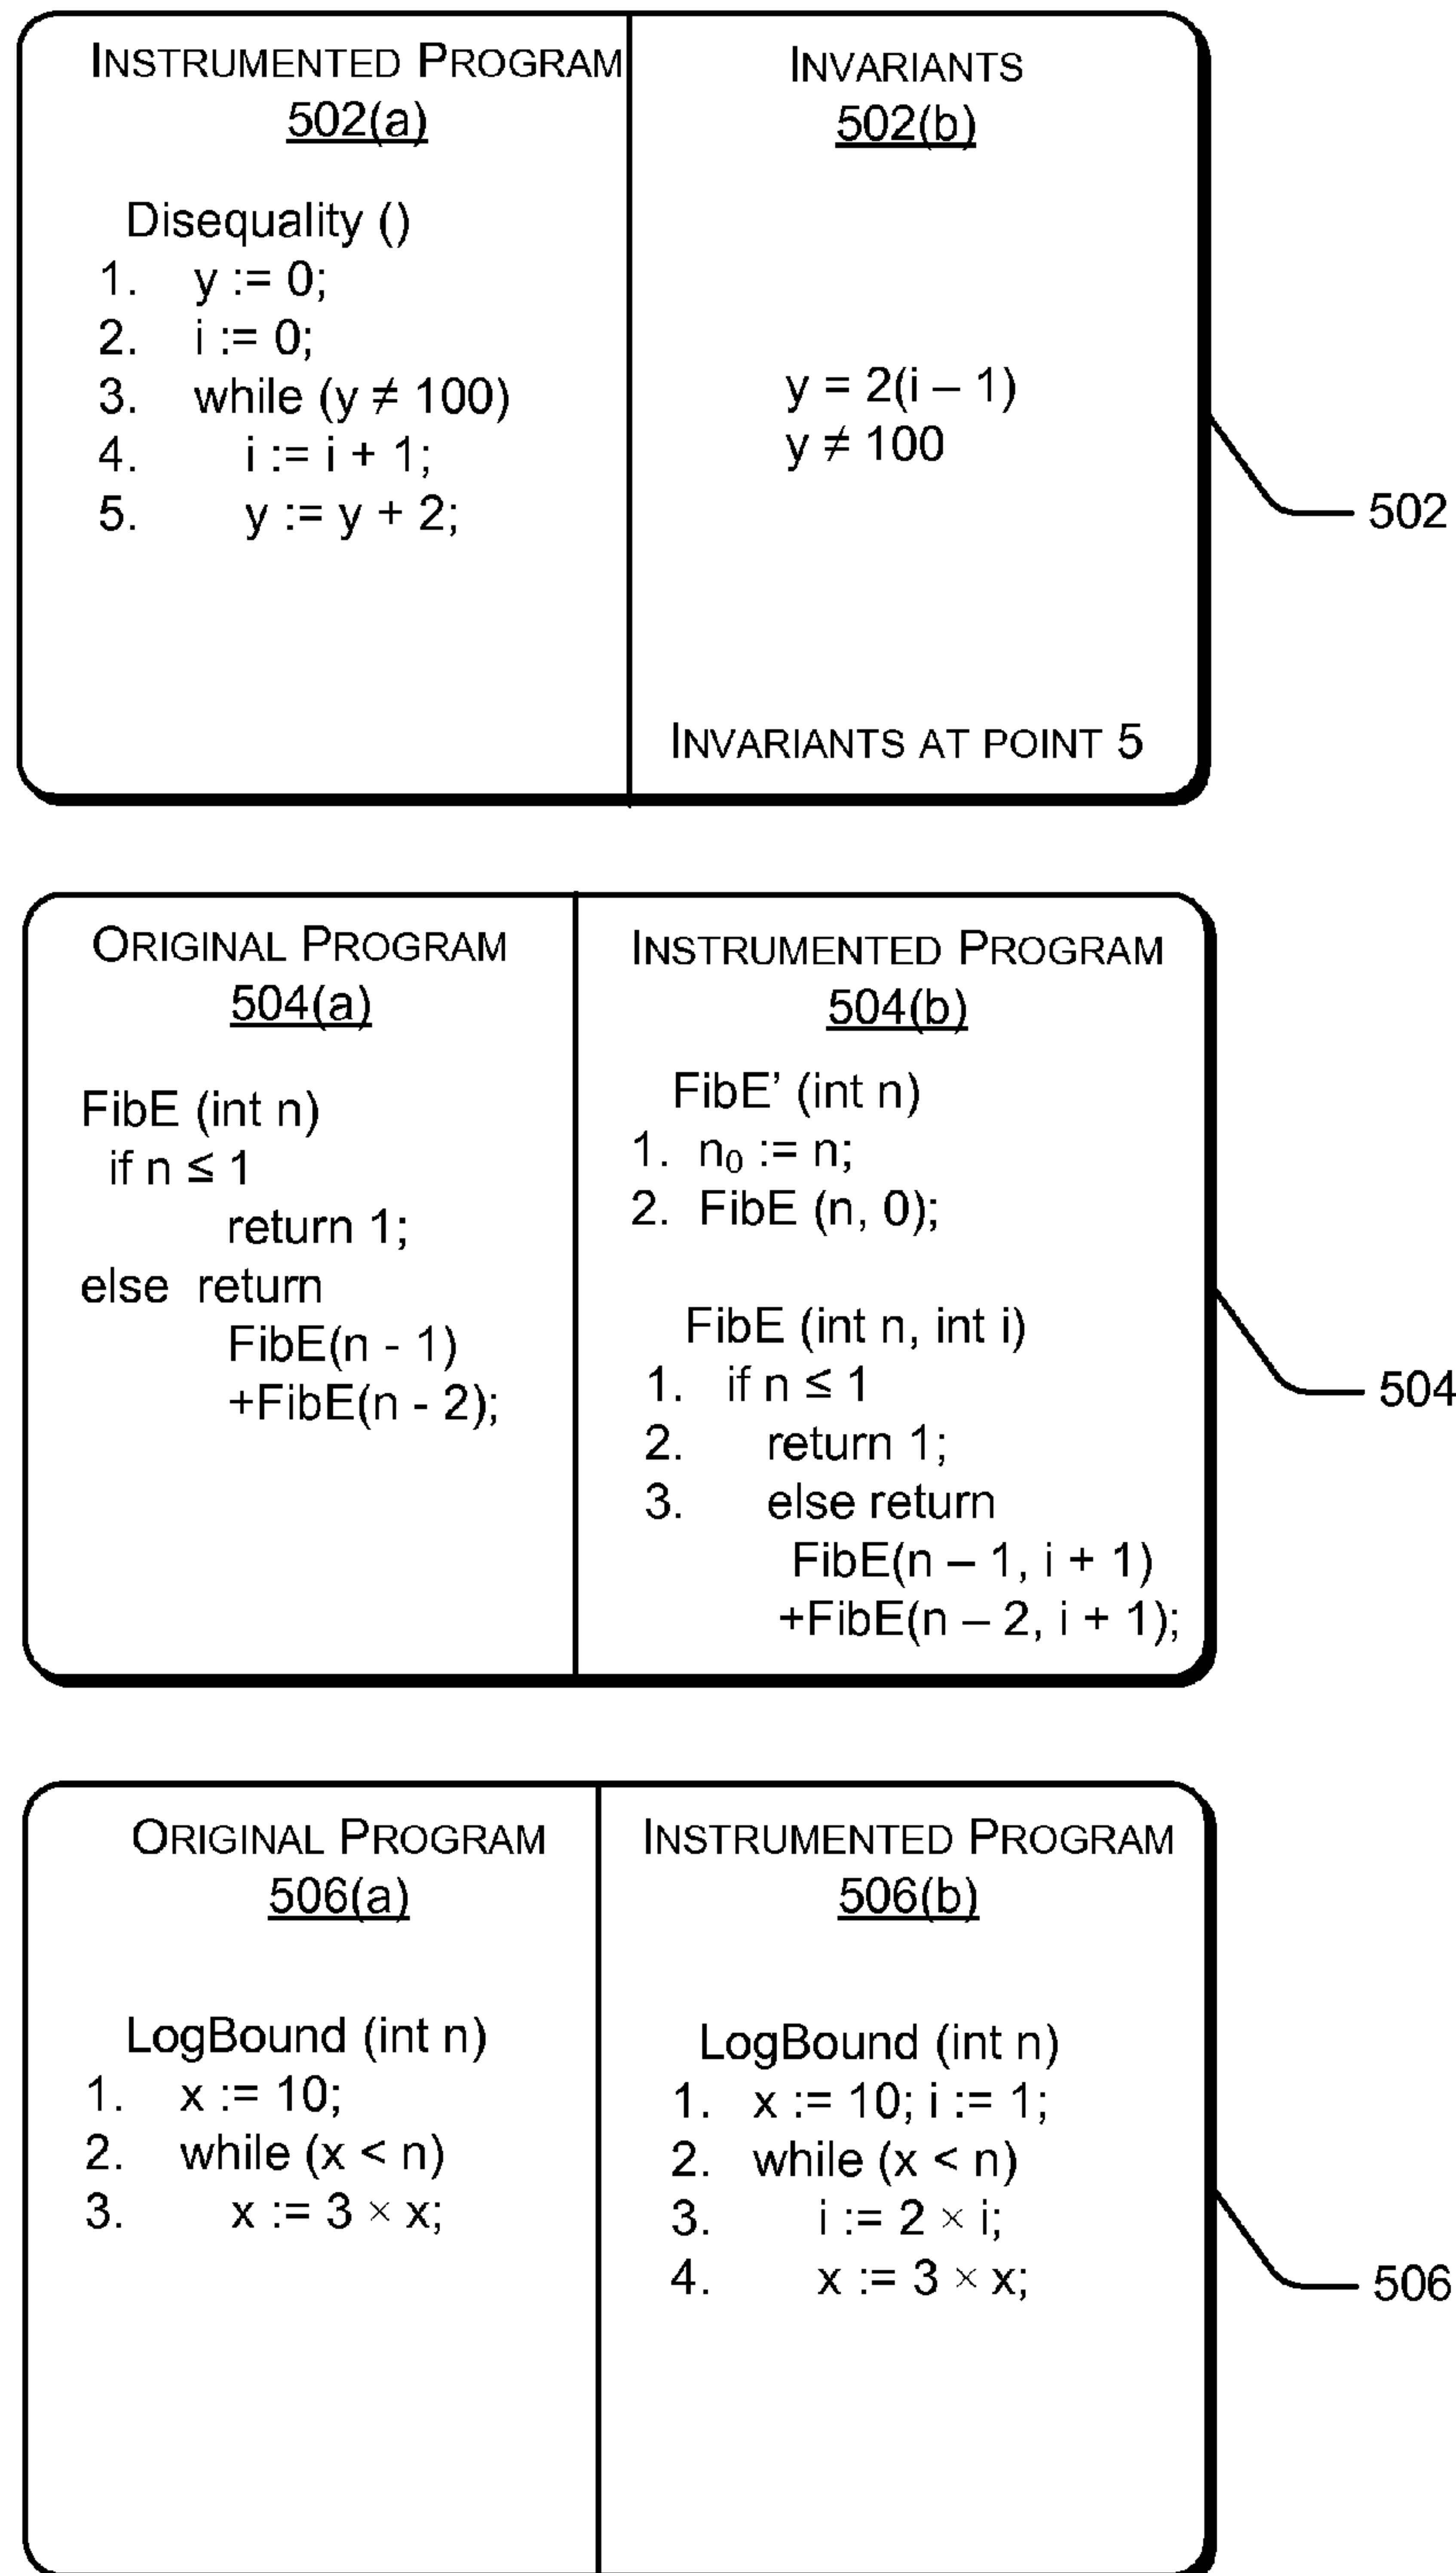 INSTRUMENTED PROGRAM
502(a)
Disequality ()
1. y := 0;
2. i := 0;
3. while (y ≠ 100)
4. i := i + 1;
5. y := y + 2;
INVARIANTS
502(b)
y = 2(i – 1)
y ≠ 100
INVARIANTS AT POINT 5
502
ORIGINAL PROGRAM
504(a)
FibE (int n)
if n ≤ 1
return 1;
else return
FibE(n - 1)
+FibE(n - 2);
INSTRUMENTED PROGRAM
504(b)
FibE’ (int n)
1. n₀ := n;
2. FibE (n, 0);
FibE (int n, int i)
1. if n ≤ 1
2. return 1;
3. else return
FibE(n – 1, i + 1)
+FibE(n – 2, i + 1);
504
ORIGINAL PROGRAM
506(a)
LogBound (int n)
1. x := 10;
2. while (x < n)
3. x := 3 × x;
INSTRUMENTED PROGRAM
506(b)
LogBound (int n)
1. x := 10; i := 1;
2. while (x < n)
3. i := 2 × i;
4. x := 3 × x;
506